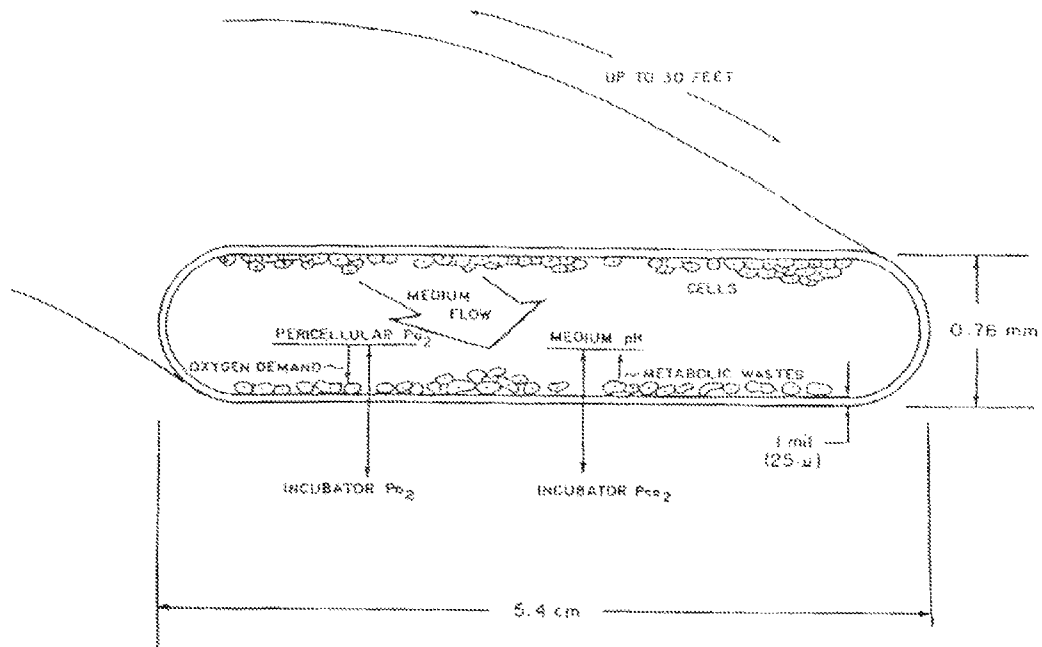 UP TO 30 FEET
CELLS
MEDIUM
FLOW
0.76 mm
PERICELLULAR Po2
MEDIUM pH
OXYGEN DEMAND
METABOLIC WASTES
1 mil
(25 µ)
INCUBATOR Po2
INCUBATOR Pco2
5.4 cm